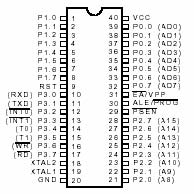 P1.0 1 40 VCC
P1.1 2 39 P0.0 (AD0)
P1.2 3 38 P0.1 (AD1)
P1.3 4 37 P0.2 (AD2)
P1.4 5 36 P0.3 (AD3)
P1.5 6 35 P0.4 (AD4)
P1.6 7 34 P0.5 (AD5)
P1.7 8 33 P0.6 (AD6)
RST 9 32 P0.7 (AD7)
(RXD) P3.0 10 31 EA/VPP
(TXD) P3.1 11 30 ALE/PROG
(INT0) P3.2 12 29 PSEN
(INT1) P3.3 13 28 P2.7 (A15)
(T0) P3.4 14 27 P2.6 (A14)
(T1) P3.5 15 26 P2.5 (A13)
(WR) P3.6 16 25 P2.4 (A12)
(RD) P3.7 17 24 P2.3 (A11)
XTAL2 18 23 P2.2 (A10)
XTAL1 19 22 P2.1 (A9)
GND 20 21 P2.0 (A8)